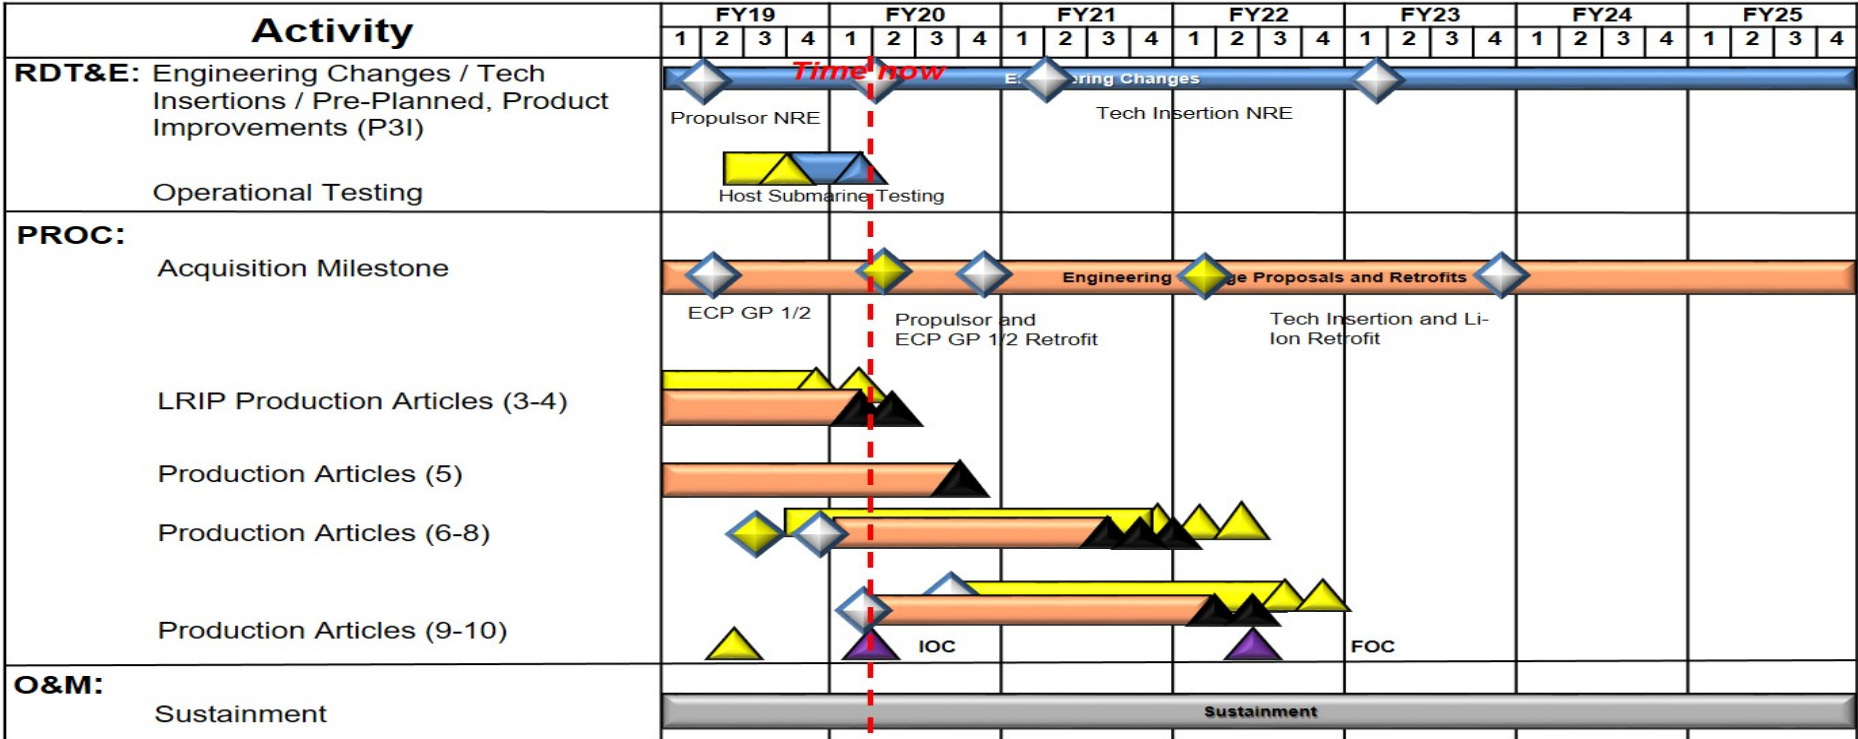 Activity
FY19 FY20 FY21 FY22 FY23 FY24 FY25
1 2 3 4 1 2 3 4 1 2 3 4 1 2 3 4 1 2 3 4 1 2 3 4 1 2 3 4
Time now
RDT&E: Engineering Changes / Tech
Insertions / Pre-Planned, Product
Improvements (P3I)
Changes
Propulsor NRE
Tech Insertion NRE
Operational Testing
Host Submarine Testing
PROC:
Acquisition Milestone
Engineering Proposals and Retrofits
ECP GP 1/2
Propulsor and
ECP GP 1/2 Retrofit
Tech Insertion and Li-
Ion Retrofit
LRIP Production Articles (3-4)
Production Articles (5)
Production Articles (6-8)
Production Articles (9-10)
IOC
FOC
O&M:
Sustainment
Sustainment